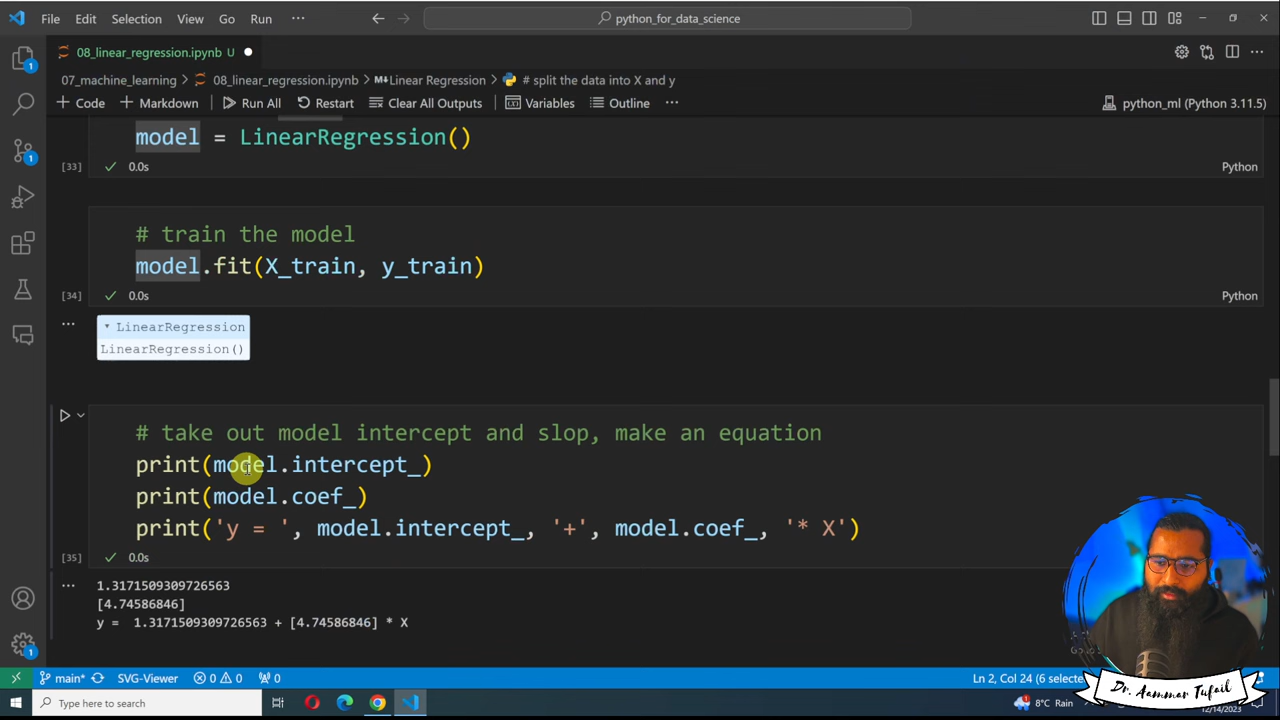 File Edit Selection View Go Run ··· python_for_data_science
08_linear_regression.ipynb U
07_machine_learning > 08_linear_regression.ipynb > M↓Linear Regression > # split the data into X and y
+ Code + Markdown Run All Restart Clear All Outputs Variables Outline ··· python_ml (Python 3.11.5)
model = LinearRegression()
[33] 0.0s Python
# train the model
model.fit(X_train, y_train)
[34] 0.0s Python
LinearRegression
LinearRegression()
# take out model intercept and slop, make an equation
print(model.intercept_)
print(model.coef_)
print('y = ', model.intercept_, '+', model.coef_, '* X')
[35] 0.0s
1.3171509309726563
[4.74586846]
y =  1.3171509309726563 + [4.74586846] * X
main* SVG-Viewer 0 0 0 Ln 2, Col 24 (6 selected
Type here to search 8°C Rain
12/14/2023
Dr. Aammar Tufail